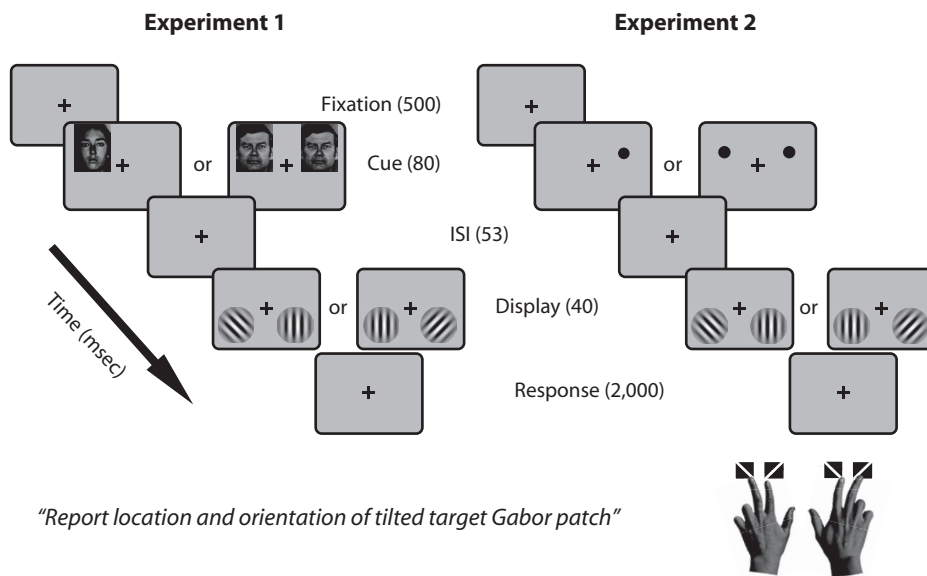 Experiment 1
Experiment 2
Fixation (500)
or
Cue (80)
or
ISI (53)
or
Display (40)
or
Time (msec)
Response (2,000)
“Report location and orientation of tilted target Gabor patch”